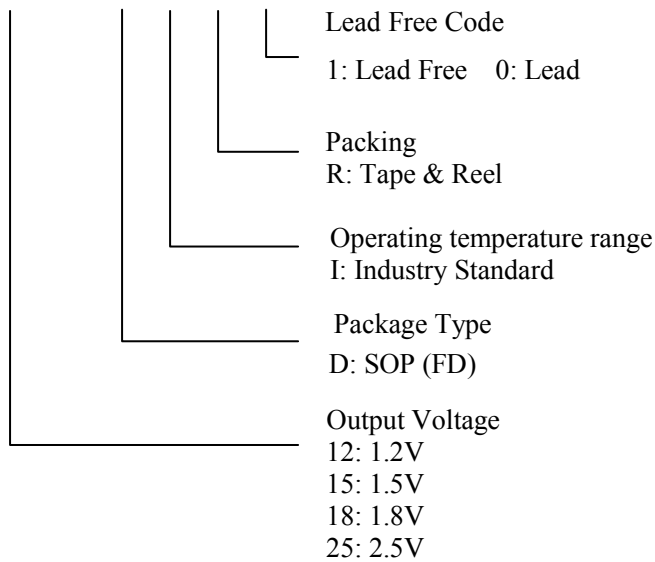 Lead Free Code
1: Lead Free 0: Lead
Packing
R: Tape & Reel
Operating temperature range
I: Industry Standard
Package Type
D: SOP (FD)
Output Voltage
12: 1.2V
15: 1.5V
18: 1.8V
25: 2.5V